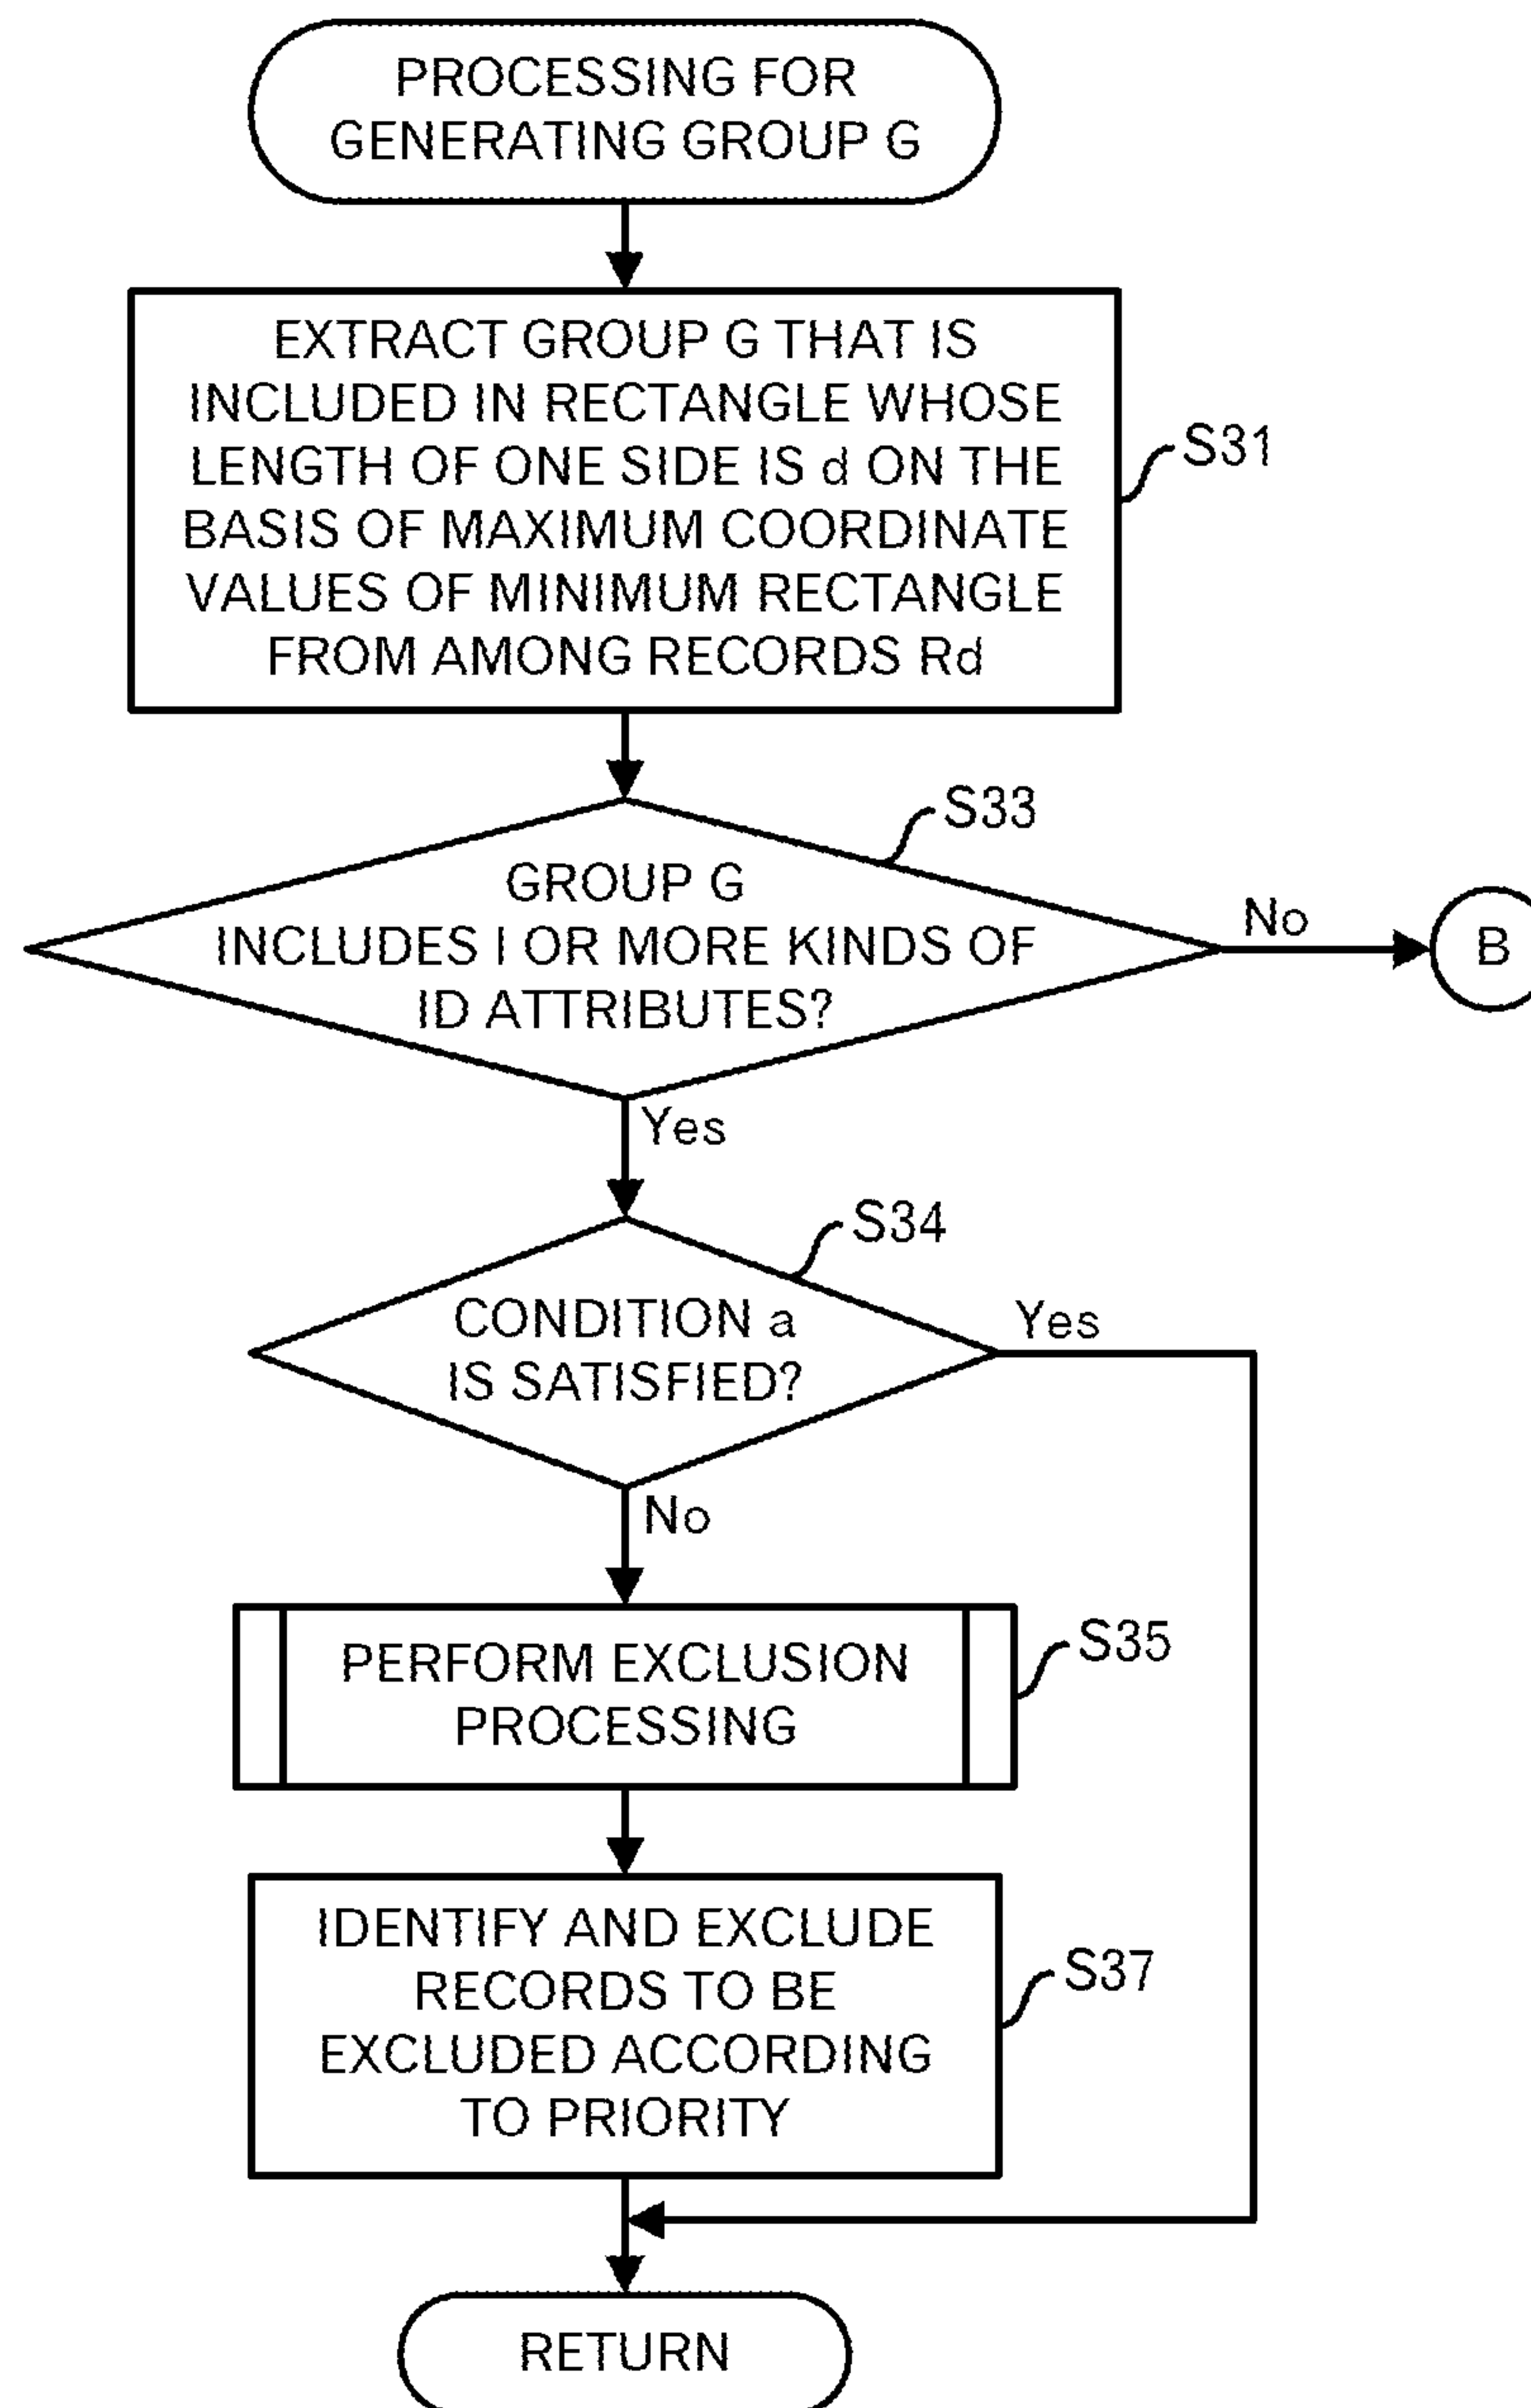 PROCESSING FOR
GENERATING GROUP G
EXTRACT GROUP G THAT IS
INCLUDED IN RECTANGLE WHOSE
LENGTH OF ONE SIDE IS d ON THE
BASIS OF MAXIMUM COORDINATE
VALUES OF MINIMUM RECTANGLE
FROM AMONG RECORDS Rd
S31
S33
GROUP G
INCLUDES l OR MORE KINDS OF
ID ATTRIBUTES?
No
B
Yes
S34
CONDITION a
IS SATISFIED?
Yes
No
PERFORM EXCLUSION
PROCESSING
S35
IDENTIFY AND EXCLUDE
RECORDS TO BE
EXCLUDED ACCORDING
TO PRIORITY
S37
RETURN